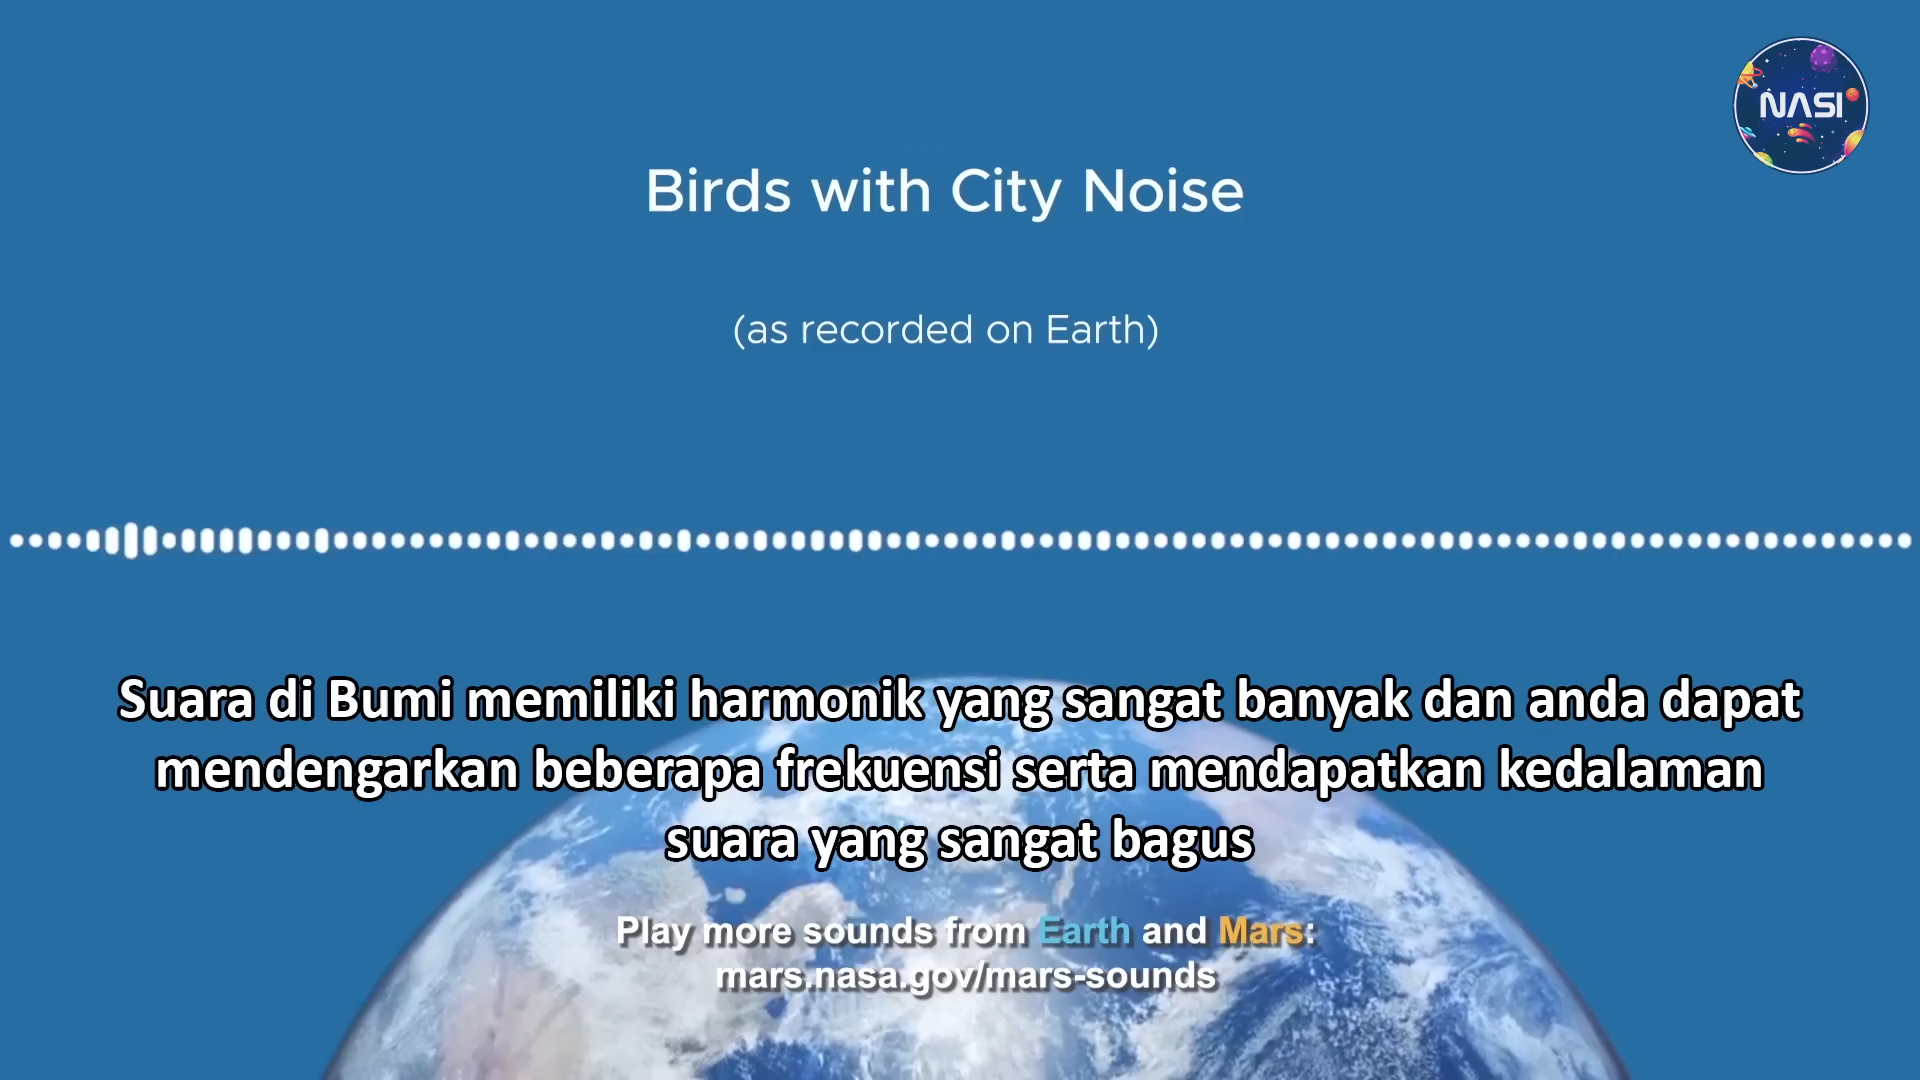 NASI
Birds with City Noise
(as recorded on Earth)
Suara di Bumi memiliki harmonik yang sangat banyak dan anda dapat
mendengarkan beberapa frekuensi serta mendapatkan kedalaman
suara yang sangat bagus
Play more sounds from Earth and Mars:
mars.nasa.gov/mars-sounds